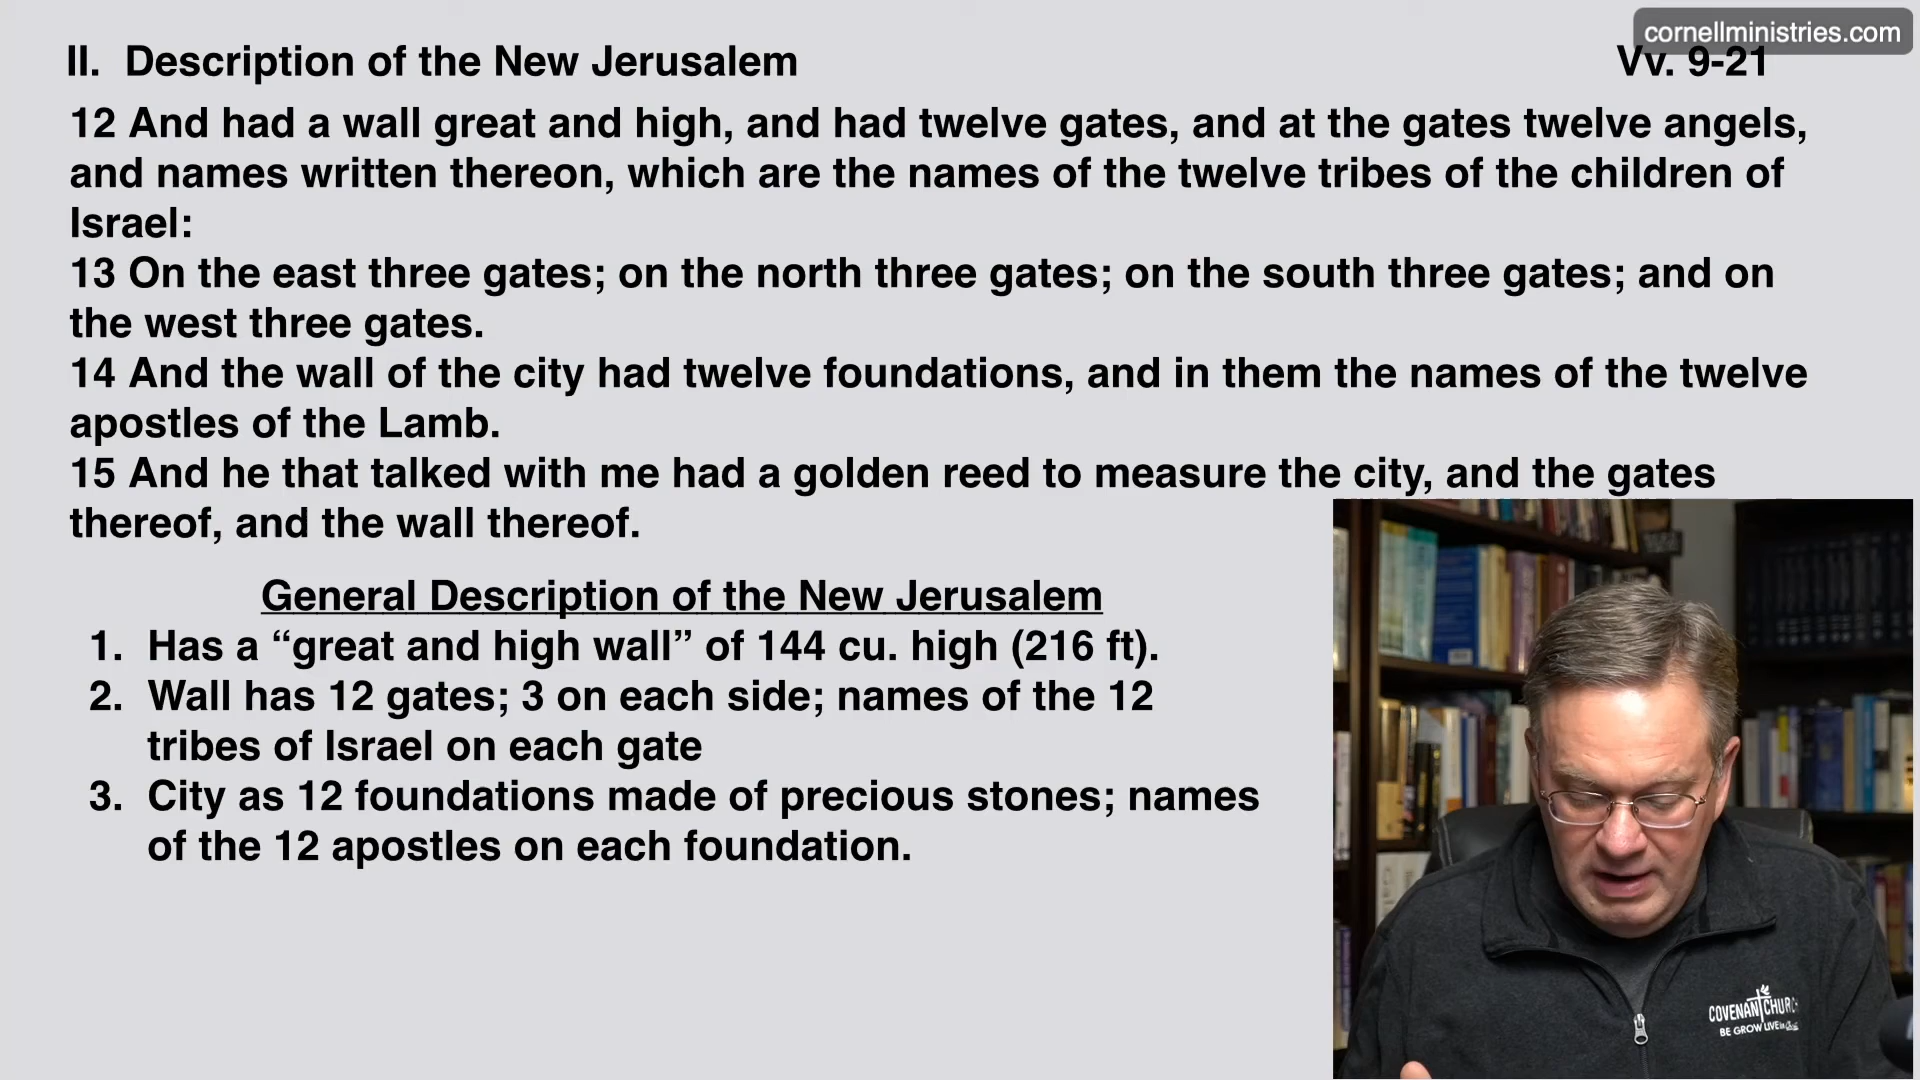 cornellministries.com
II. Description of the New Jerusalem Vv. 9-21
12 And had a wall great and high, and had twelve gates, and at the gates twelve angels,
and names written thereon, which are the names of the twelve tribes of the children of
Israel:
13 On the east three gates; on the north three gates; on the south three gates; and on
the west three gates.
14 And the wall of the city had twelve foundations, and in them the names of the twelve
apostles of the Lamb.
15 And he that talked with me had a golden reed to measure the city, and the gates
thereof, and the wall thereof.
General Description of the New Jerusalem
1. Has a “great and high wall” of 144 cu. high (216 ft).
2. Wall has 12 gates; 3 on each side; names of the 12
tribes of Israel on each gate
3. City as 12 foundations made of precious stones; names
of the 12 apostles on each foundation.
COVENANT CHURC
BE GROW LIVE in